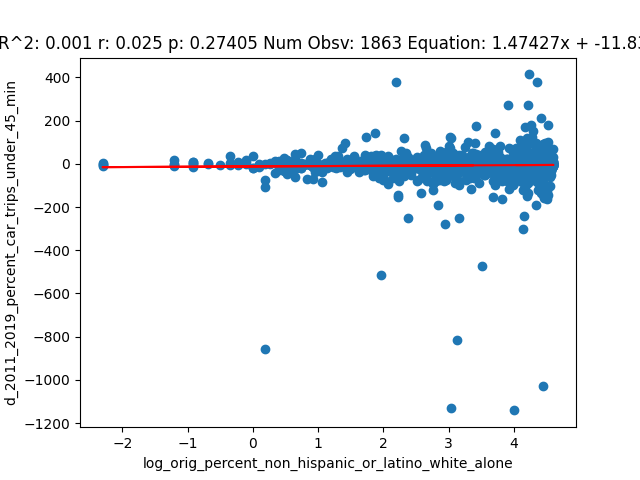 R^2: 0.001 r: 0.025 p: 0.27405 Num Obsv: 1863 Equation: 1.47427x + -11.83
d_2011_2019_percent_car_trips_under_45_min
400
200
0
−200
−400
−600
−800
−1000
−1200
−2 −1 0 1 2 3 4
log_orig_percent_non_hispanic_or_latino_white_alone